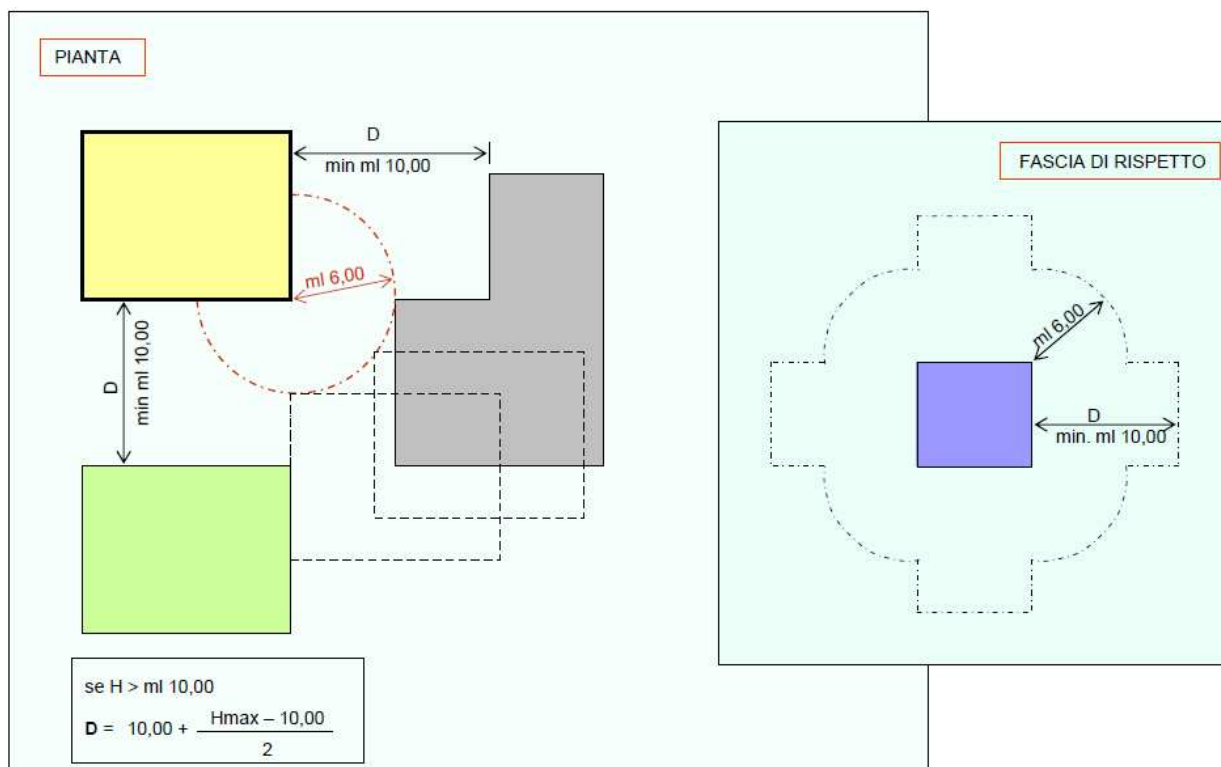 PIANTA
D
min ml 10,00
FASCIA DI RISPETTO
ml 6,00
D
min ml 10,00
ml 6,00
D
min. ml 10,00
se H > ml 10,00
D = 10,00 + Hmax – 10,00
2